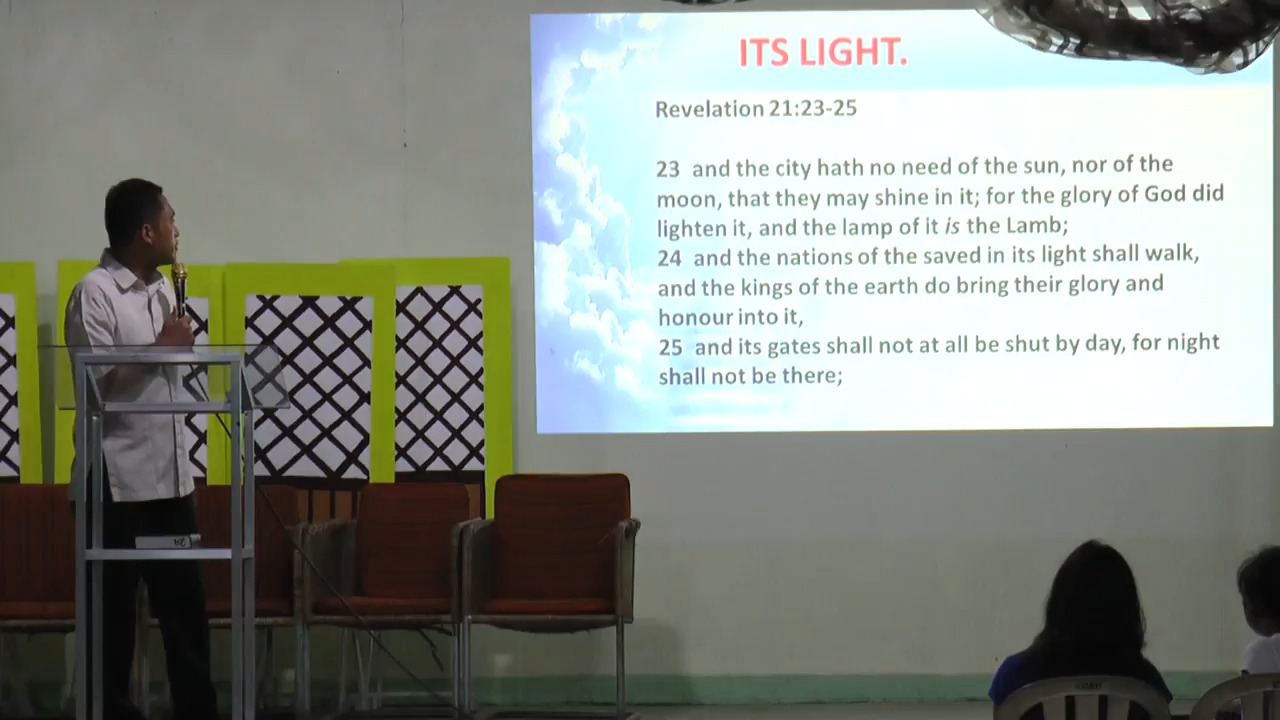 ITS LIGHT.
Revelation 21:23-25
23 and the city hath no need of the sun, nor of the
moon, that they may shine in it; for the glory of God did
lighten it, and the lamp of it is the Lamb;
24 and the nations of the saved in its light shall walk,
and the kings of the earth do bring their glory and
honour into it,
25 and its gates shall not at all be shut by day, for night
shall not be there;